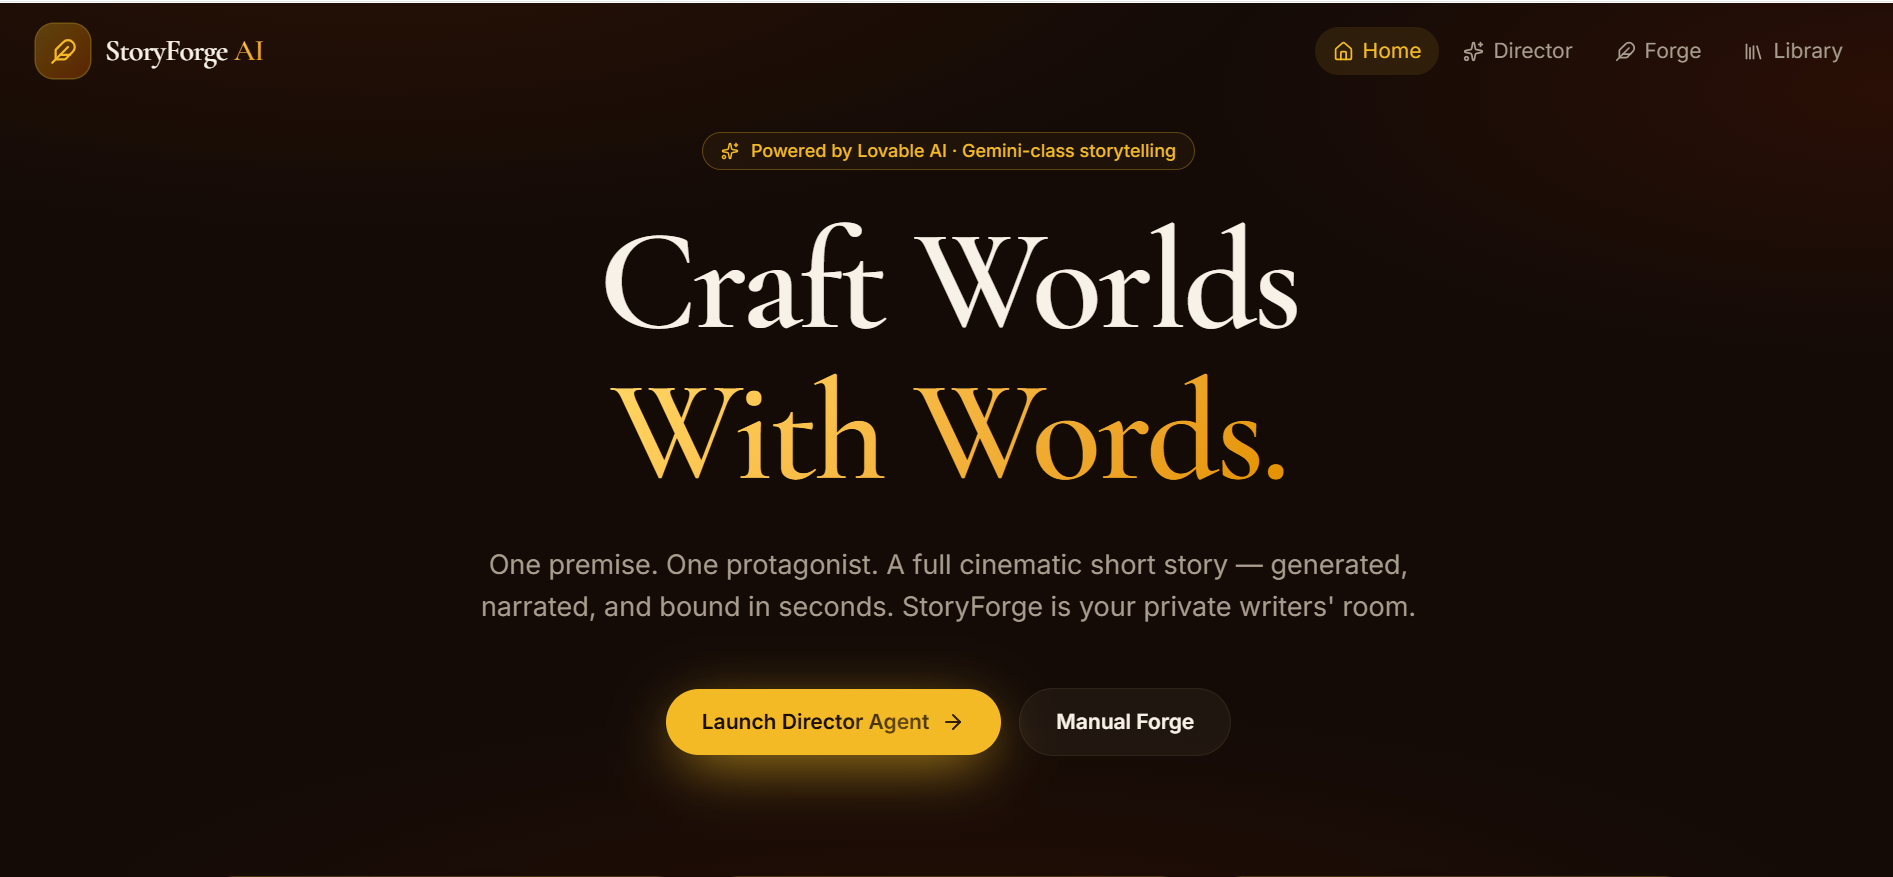 StoryForge AI
Home
Director
Forge
Library
Powered by Lovable AI · Gemini-class storytelling
Craft Worlds
With Words.
One premise. One protagonist. A full cinematic short story — generated,
narrated, and bound in seconds. StoryForge is your private writers' room.
Launch Director Agent
Manual Forge